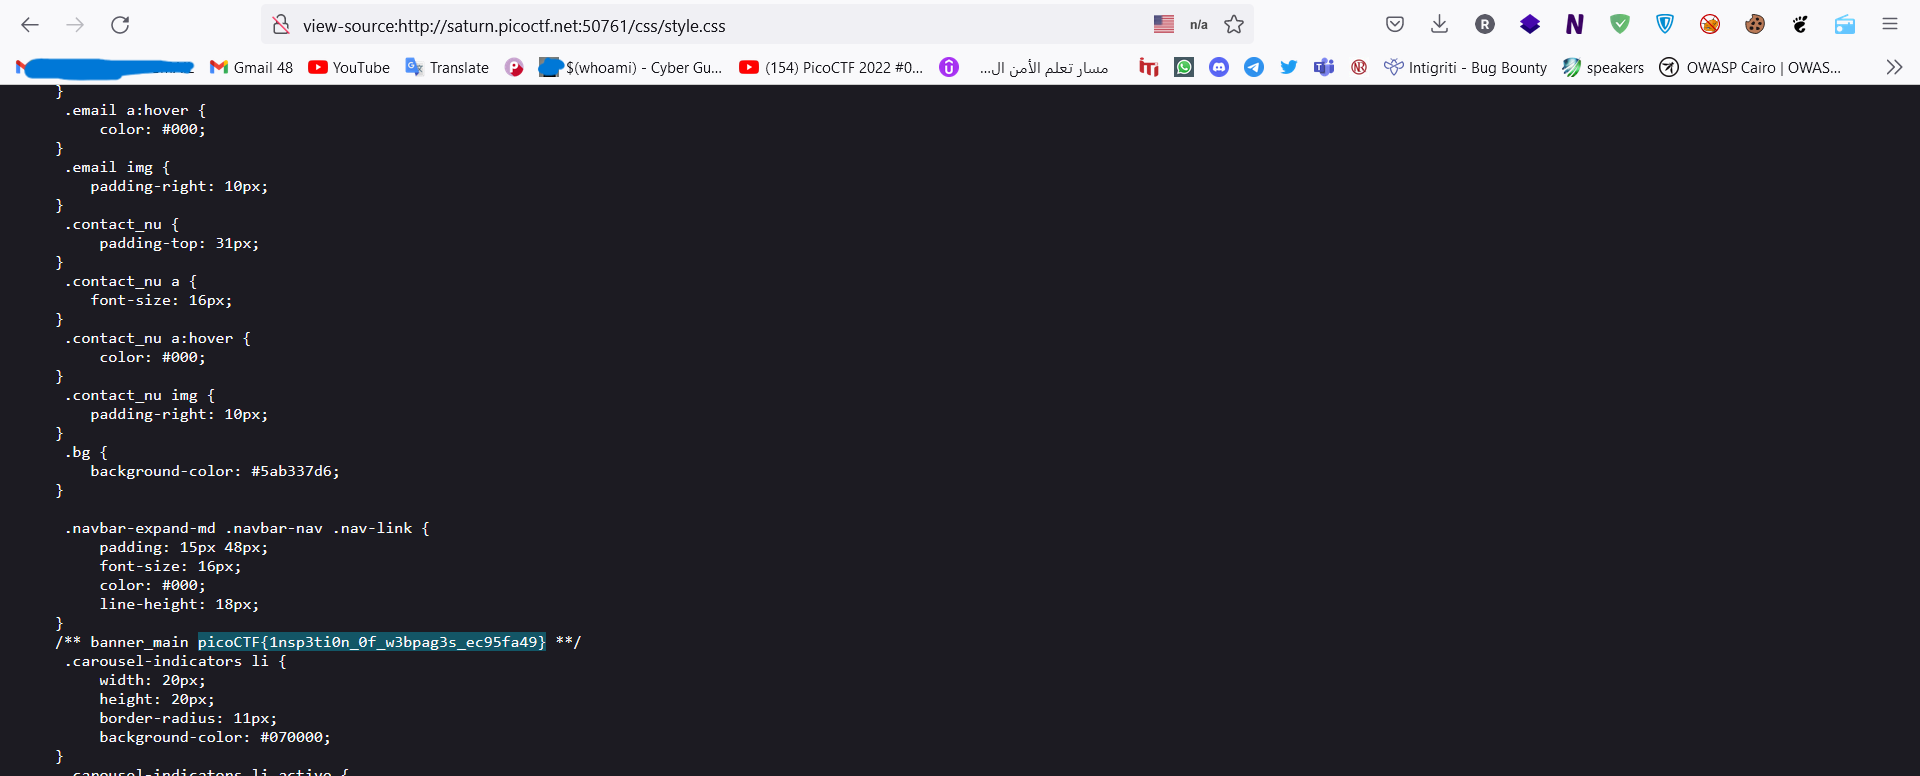 view-source:http://saturn.picoctf.net:50761/css/style.css n/a
Gmail 48 YouTube Translate $(whoami) - Cyber Gu... (154) PicoCTF 2022 #0... مسار تعلم الأمن ال... Intigriti - Bug Bounty speakers OWASP Cairo | OWAS...
}
.email a:hover {
color: #000;
}
.email img {
padding-right: 10px;
}
.contact_nu {
padding-top: 31px;
}
.contact_nu a {
font-size: 16px;
}
.contact_nu a:hover {
color: #000;
}
.contact_nu img {
padding-right: 10px;
}
.bg {
background-color: #5ab337d6;
}
.navbar-expand-md .navbar-nav .nav-link {
padding: 15px 48px;
font-size: 16px;
color: #000;
line-height: 18px;
}
/** banner_main picoCTF{1nsp3ti0n_0f_w3bpag3s_ec95fa49} **/
.carousel-indicators li {
width: 20px;
height: 20px;
border-radius: 11px;
background-color: #070000;
}
.carousel-indicators li.active {